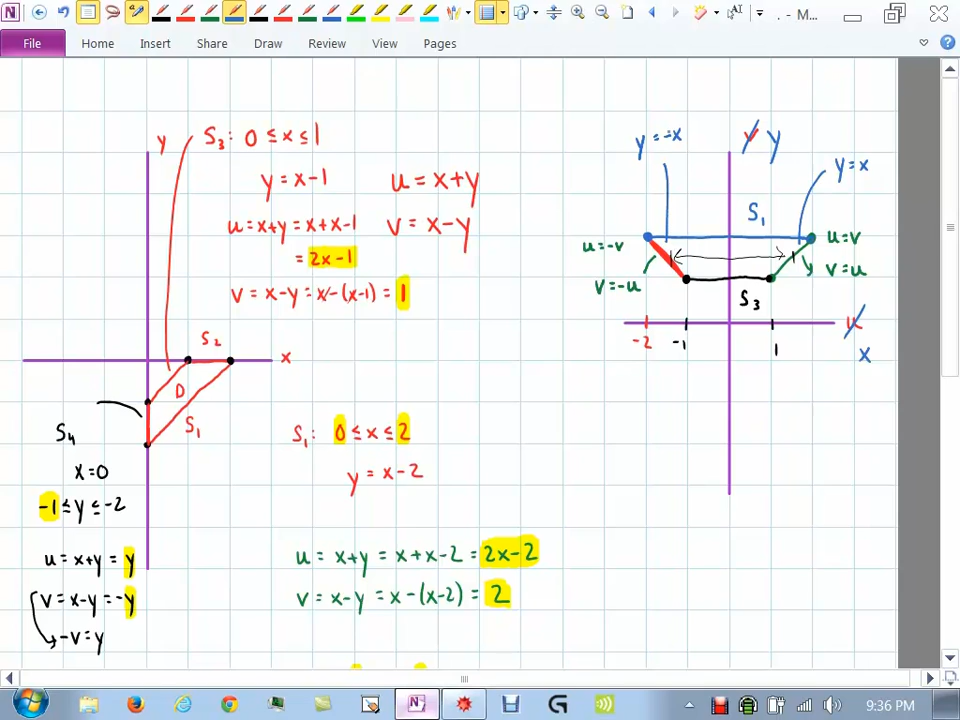 . - M...
File Home Insert Share Draw Review View Pages
y
S₃: 0 ≤ x ≤ 1
y = x-1
u = x+y
u = x+y = x+x-1
v = x-y
= 2x-1
v = x-y = x-(x-1) = 1
S₂
x
D
S₁
S₄
x=0
-1 ≤ y ≤ -2
u = x+y = y
v = x-y = -y
→ -v = y
S₁: 0 ≤ x ≤ 2
y = x-2
u = x+y = x+x-2 = 2x-2
v = x-y = x-(x-2) = 2
y=-x
v y
y=x
S₁
u=-v
u=v
v=u
v=-u
S₃
-2 -1 1
u
x
9:36 PM